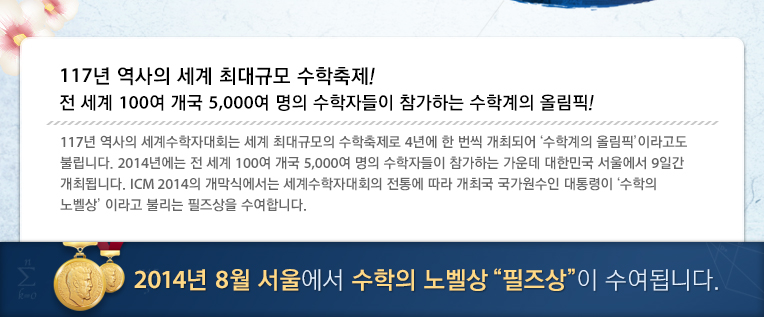 117년 역사의 세계 최대규모 수학축제!
전 세계 100여 개국 5,000여 명의 수학자들이 참가하는 수학계의 올림픽!
117년 역사의 세계수학자대회는 세계 최대규모의 수학축제로 4년에 한 번씩 개최되어 ‘수학계의 올림픽’이라고도
불립니다. 2014년에는 전 세계 100여 개국 5,000여 명의 수학자들이 참가하는 가운데 대한민국 서울에서 9일간
개최됩니다. ICM 2014의 개막식에서는 세계수학자대회의 전통에 따라 개최국 국가원수인 대통령이 ‘수학의
노벨상’ 이라고 불리는 필즈상을 수여합니다.
2014년 8월 서울에서 수학의 노벨상 “필즈상”이 수여됩니다.